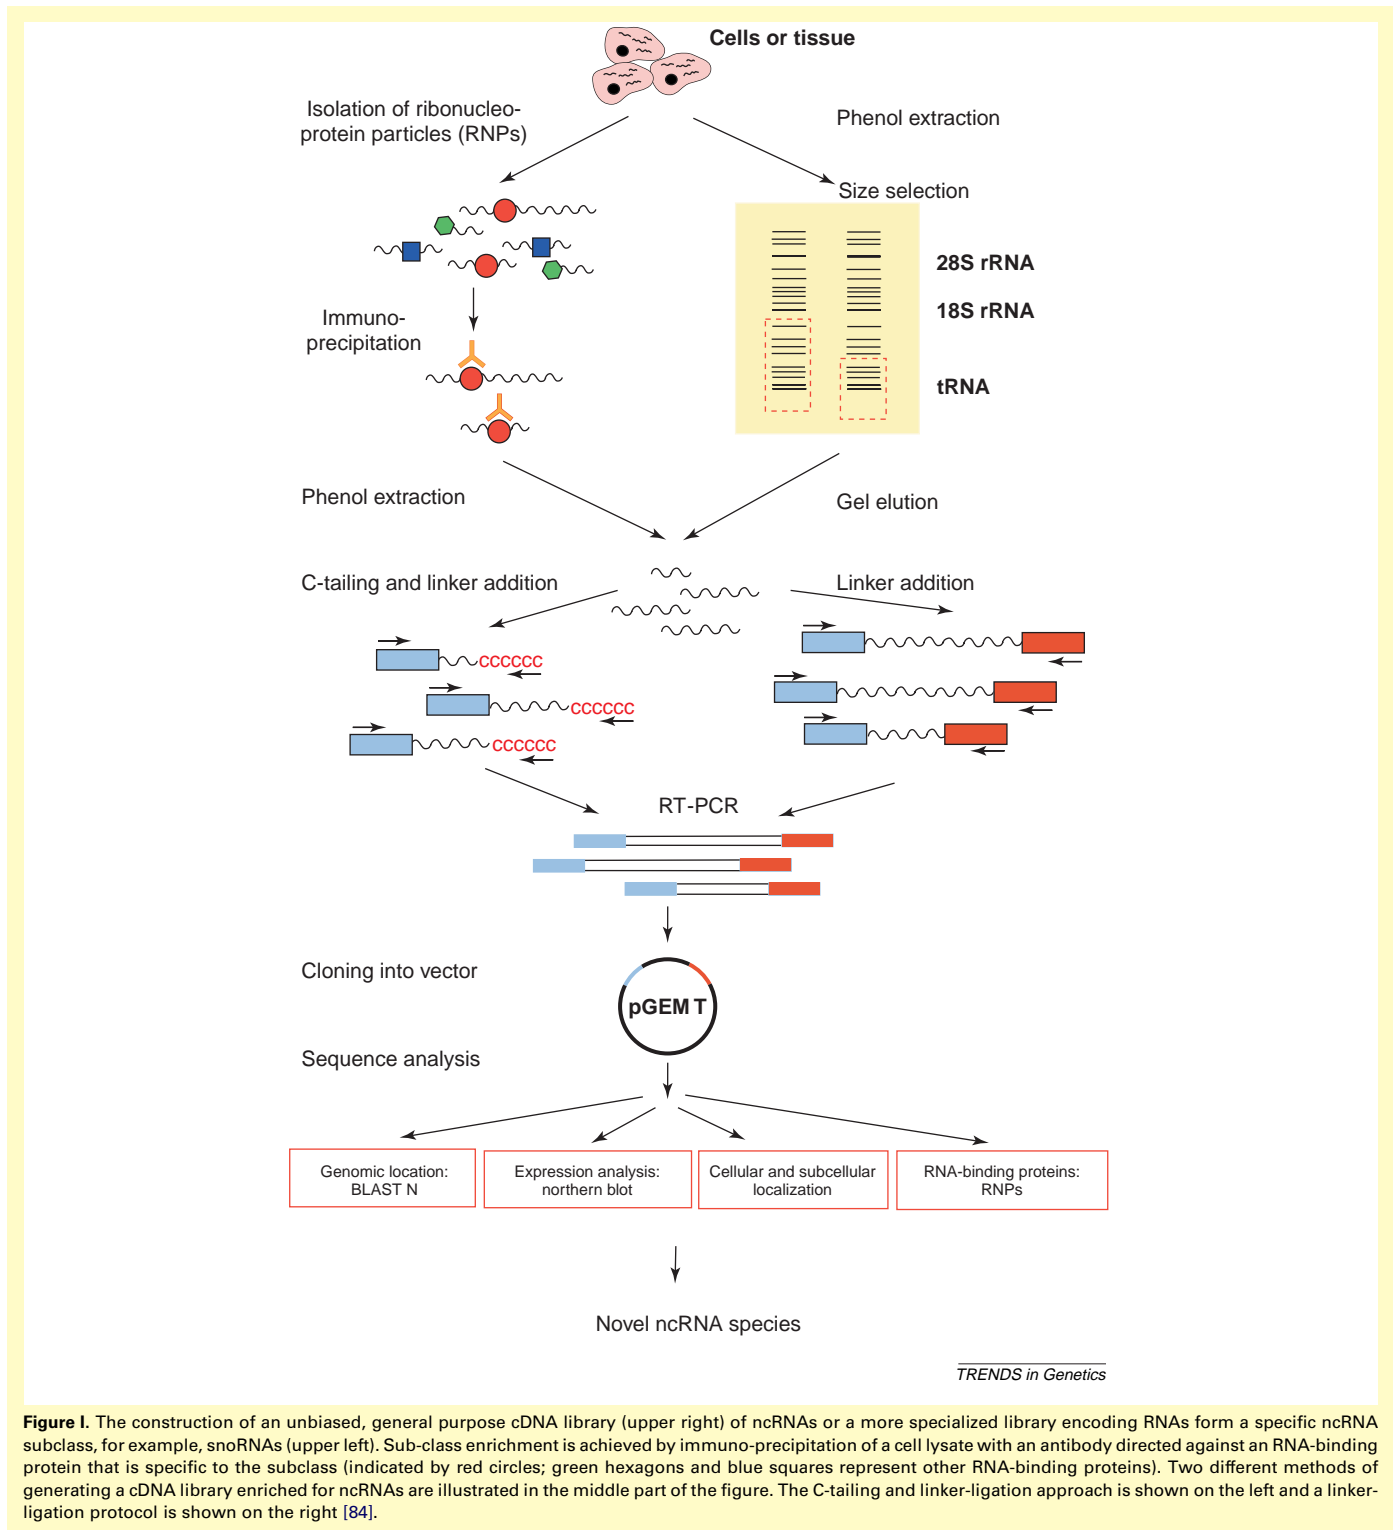 Cells or tissue
Isolation of ribonucleo-
protein particles (RNPs)
Phenol extraction
Size selection
28S rRNA
18S rRNA
tRNA
Immuno-
precipitation
Phenol extraction
Gel elution
C-tailing and linker addition
Linker addition
CCCCCC
CCCCCC
CCCCCC
RT-PCR
Cloning into vector
pGEM T
Sequence analysis
Genomic location:
BLAST N
Expression analysis:
northern blot
Cellular and subcellular
localization
RNA-binding proteins:
RNPs
Novel ncRNA species
TRENDS in Genetics
Figure I. The construction of an unbiased, general purpose cDNA library (upper right) of ncRNAs or a more specialized library encoding RNAs form a specific ncRNA
subclass, for example, snoRNAs (upper left). Sub-class enrichment is achieved by immuno-precipitation of a cell lysate with an antibody directed against an RNA-binding
protein that is specific to the subclass (indicated by red circles; green hexagons and blue squares represent other RNA-binding proteins). Two different methods of
generating a cDNA library enriched for ncRNAs are illustrated in the middle part of the figure. The C-tailing and linker-ligation approach is shown on the left and a linker-
ligation protocol is shown on the right [84].